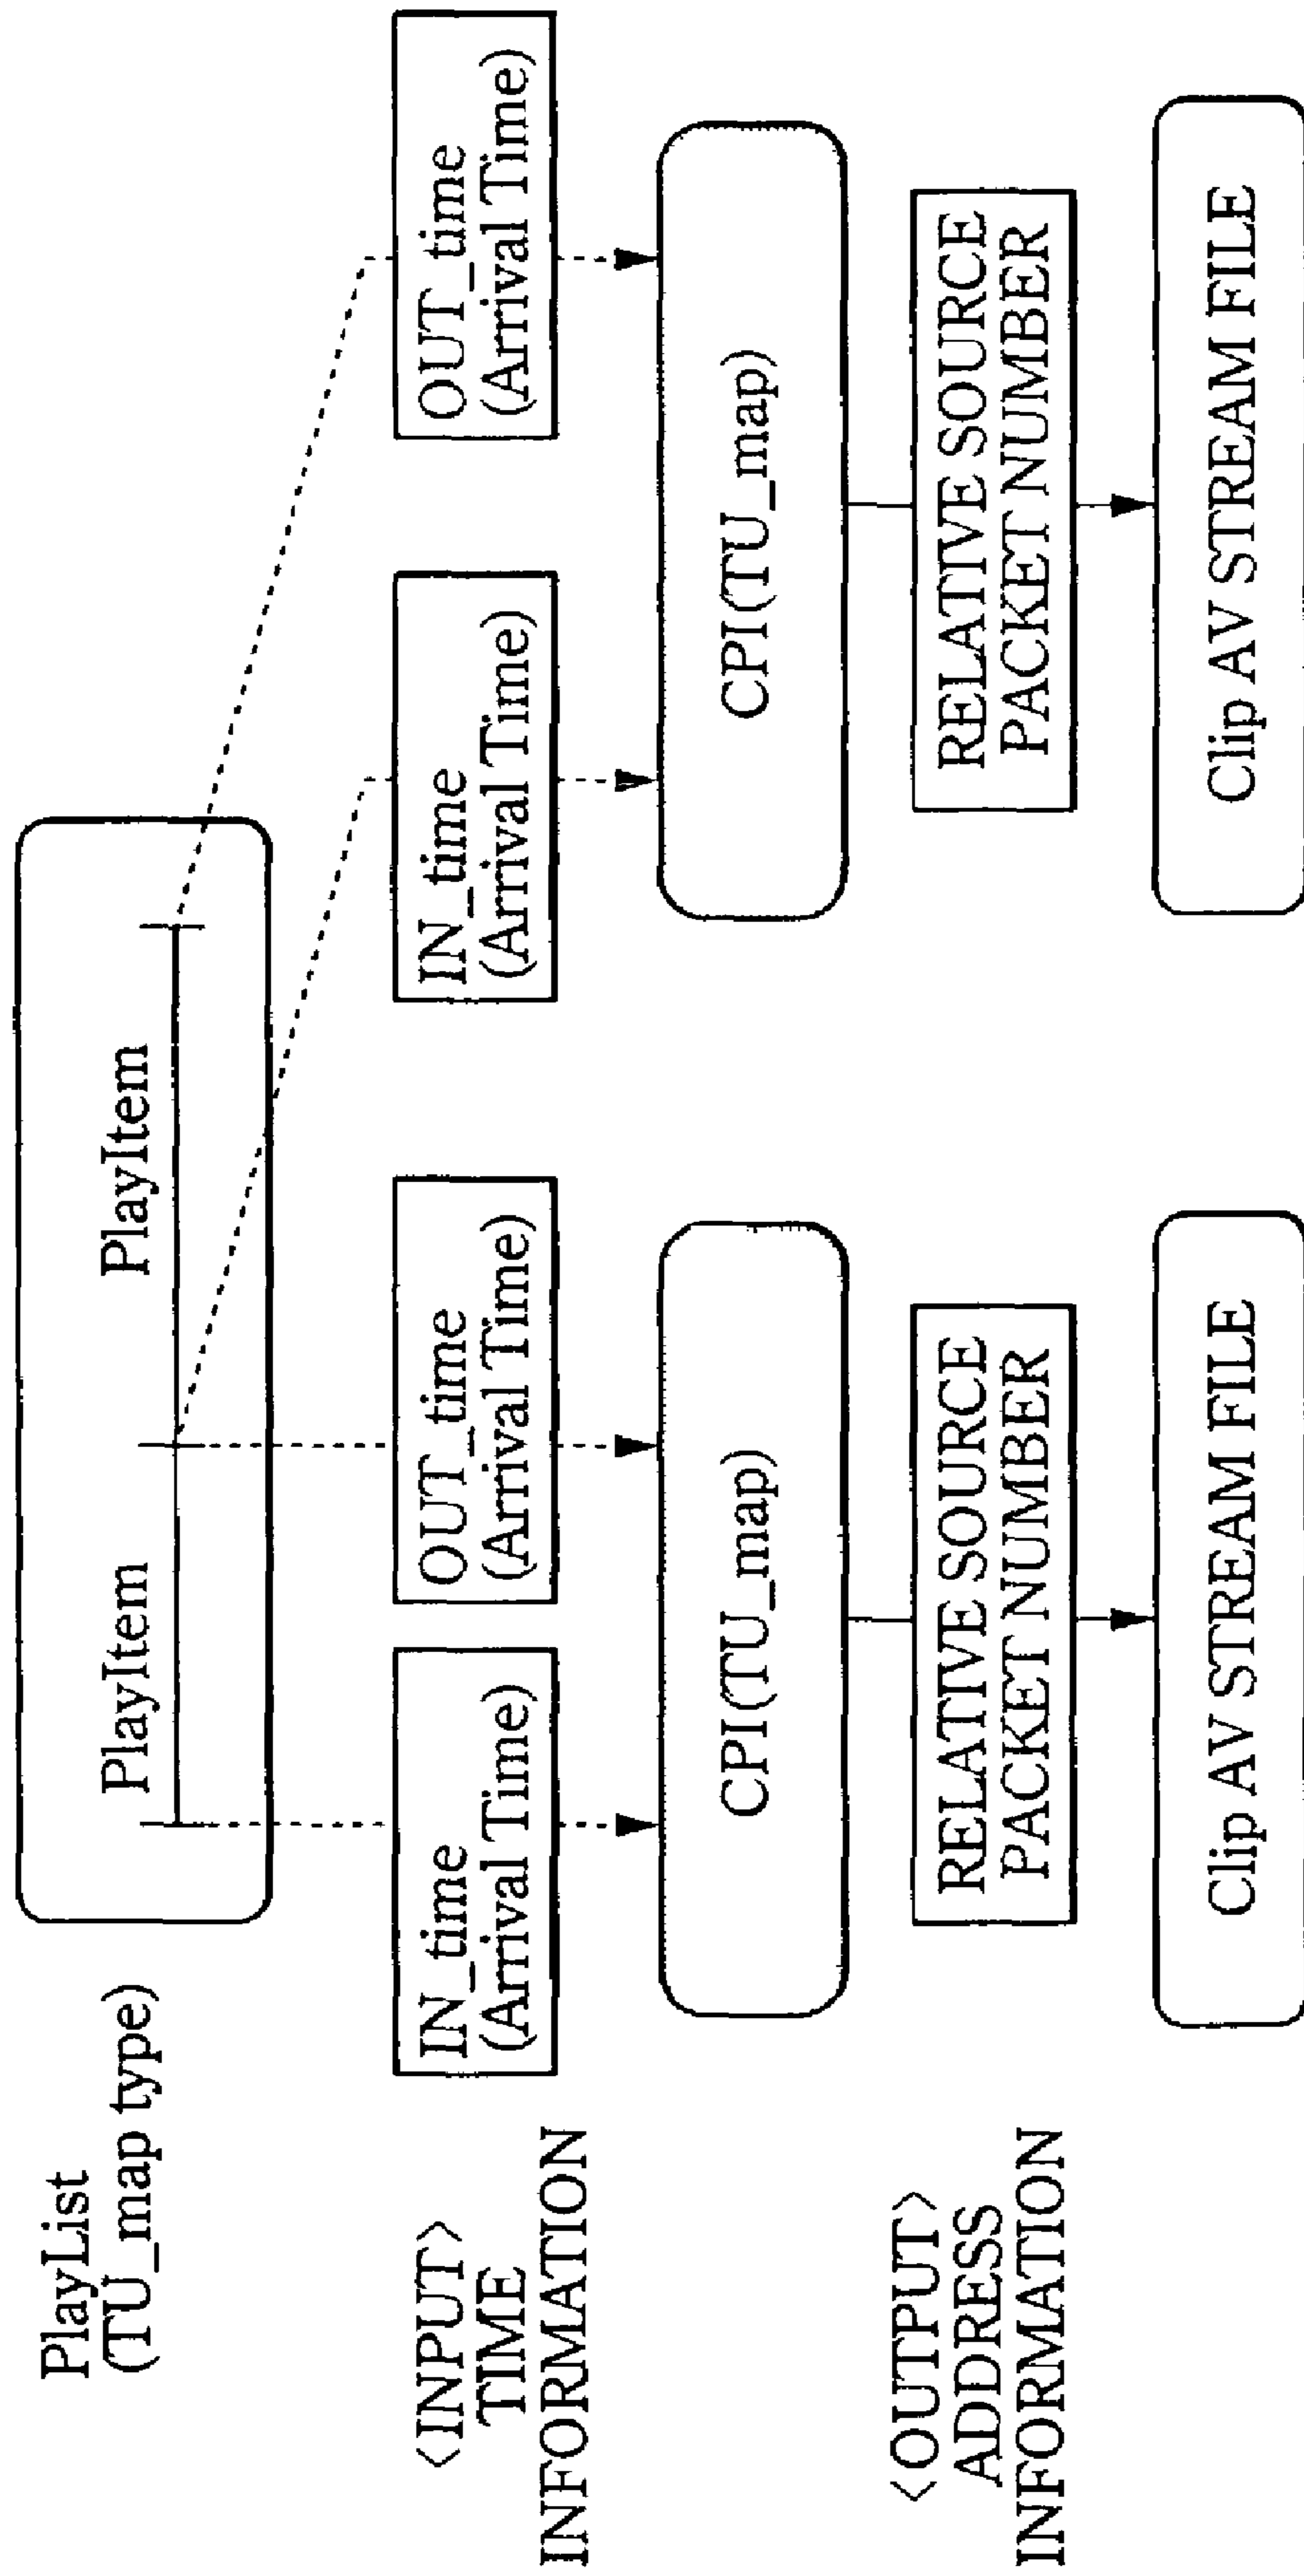 PlayList
(TU_map type)
PlayItem
PlayItem
<INPUT>
TIME
INFORMATION
IN_time
(Arrival Time)
OUT_time
(Arrival Time)
IN_time
(Arrival Time)
OUT_time
(Arrival Time)
CPI(TU_map)
CPI(TU_map)
<OUTPUT>
ADDRESS
INFORMATION
RELATIVE SOURCE
PACKET NUMBER
RELATIVE SOURCE
PACKET NUMBER
Clip AV STREAM FILE
Clip AV STREAM FILE